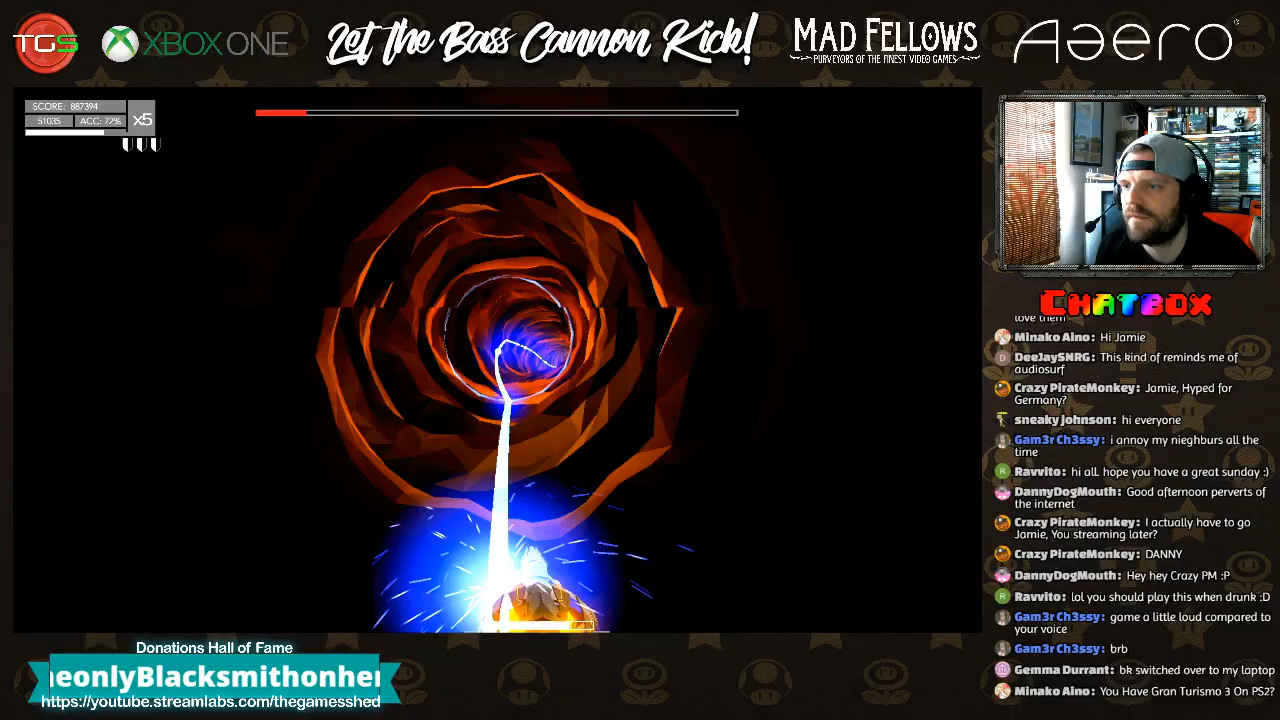 TGS
XBOX ONE
Let the Bass Cannon Kick!
MAD FELLOWS
PURVEYORS OF THE FINEST VIDEO GAMES
Aaero
SCORE: 887394
51035
ACC: 72%
x5
CHATBOX
love them
Minako Aino: Hi Jamie
DeeJaySNRG: This kind of reminds me of
audiosurf
Crazy PirateMonkey: Jamie, Hyped for
Germany?
sneaky johnson: hi everyone
Gam3r Ch3ssy: i annoy my nieghburs all the
time
Ravvito: hi all. hope you have a great sunday :)
DannyDogMouth: Good afternoon perverts of
the internet
Crazy PirateMonkey: I actually have to go
Jamie, You streaming later?
Crazy PirateMonkey: DANNY
DannyDogMouth: Hey hey Crazy PM :P
Ravvito: lol you should play this when drunk :D
Gam3r Ch3ssy: game a little loud compared to
your voice
Gam3r Ch3ssy: brb
Gemma Durrant: bk switched over to my laptop
Minako Aino: You Have Gran Turismo 3 On PS2?
Donations Hall of Fame
eonlyBlacksmithonher
https://youtube.streamlabs.com/thegamesshed